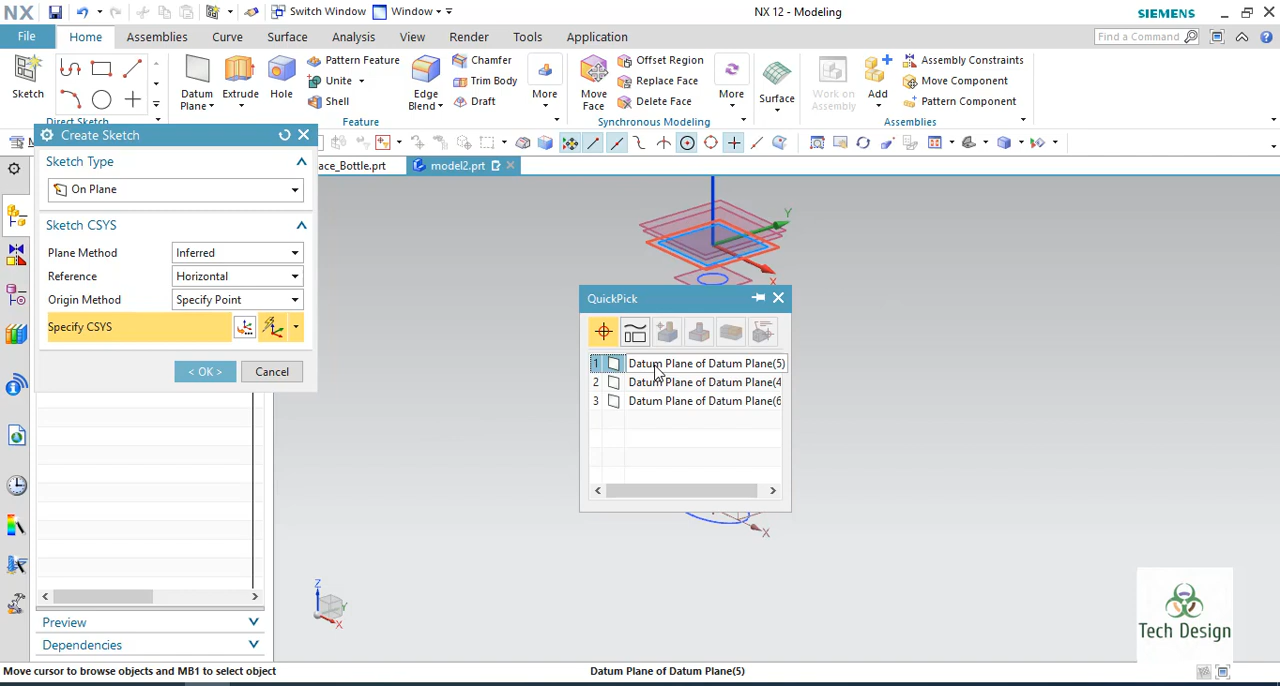 NX
Switch Window
Window
NX 12 - Modeling
SIEMENS
File
Home
Assemblies
Curve
Surface
Analysis
View
Render
Tools
Application
Find a Command
Sketch
Direct Sketch
Datum Plane
Extrude
Hole
Pattern Feature
Unite
Shell
Edge Blend
Chamfer
Trim Body
Draft
More
Feature
Move Face
Offset Region
Replace Face
Delete Face
More
Synchronous Modeling
Surface
Work on Assembly
Add
Assembly Constraints
Move Component
Pattern Component
Assemblies
Create Sketch
ace_Bottle.prt
model2.prt
Sketch Type
On Plane
Sketch CSYS
Plane Method
Inferred
Reference
Horizontal
Origin Method
Specify Point
Specify CSYS
< OK >
Cancel
Y
X
QuickPick
1 Datum Plane of Datum Plane(5)
2 Datum Plane of Datum Plane(4
3 Datum Plane of Datum Plane(6
X
Z
Y
X
Preview
Dependencies
Tech Design
Move cursor to browse objects and MB1 to select object
Datum Plane of Datum Plane(5)